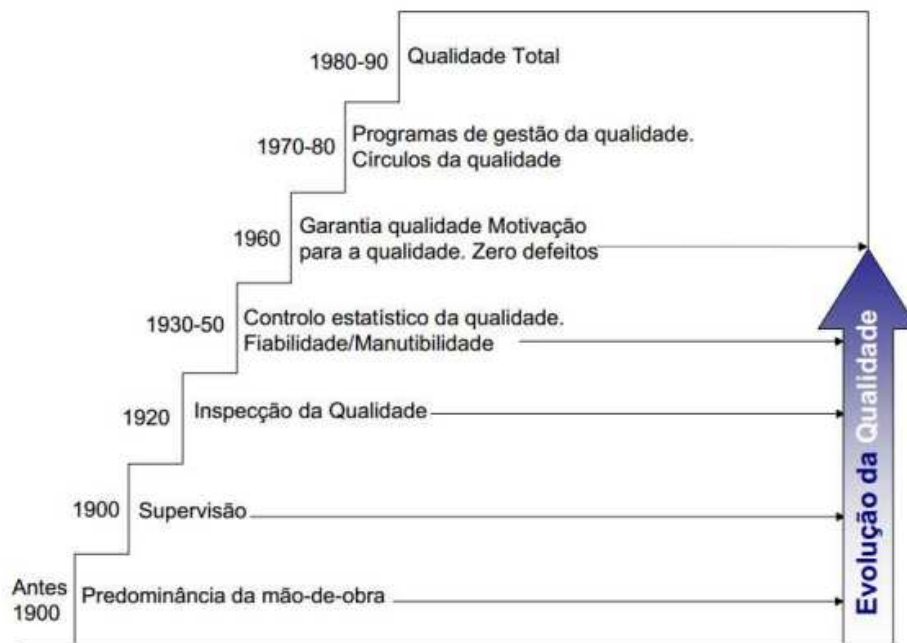 1980-90
Qualidade Total
1970-80
Programas de gestão da qualidade.
Círculos da qualidade
1960
Garantia qualidade Motivação
para a qualidade. Zero defeitos
1930-50
Controlo estatístico da qualidade.
Fiabilidade/Manutibilidade
1920
Inspecção da Qualidade
1900
Supervisão
Antes
1900
Predominância da mão-de-obra
Evolução da Qualidade